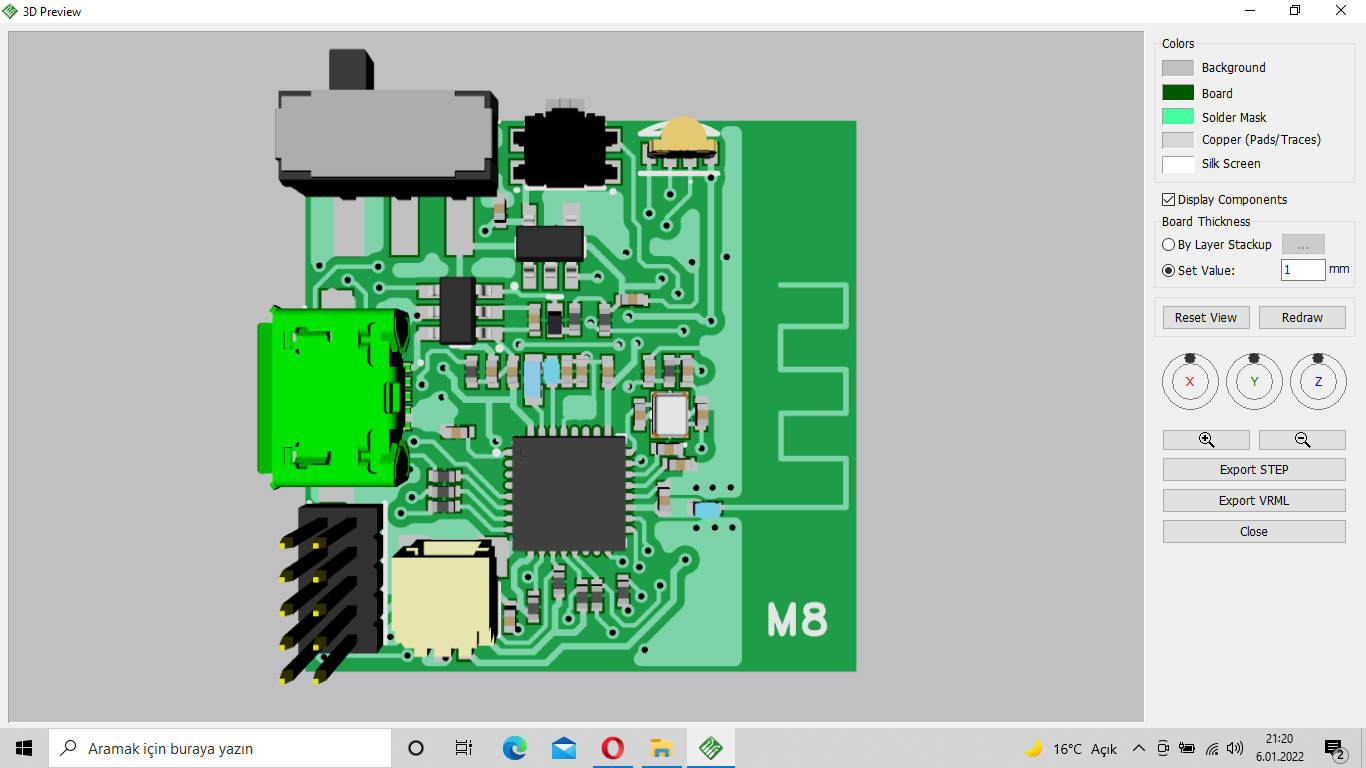 3D Preview
Colors
Background
Board
Solder Mask
Copper (Pads/Traces)
Silk Screen
Display Components
Board Thickness
By Layer Stackup ...
Set Value: 1 mm
Reset View Redraw
X Y Z
Export STEP
Export VRML
Close
M8
Aramak için buraya yazın
16°C Açık
21:20
6.01.2022
2